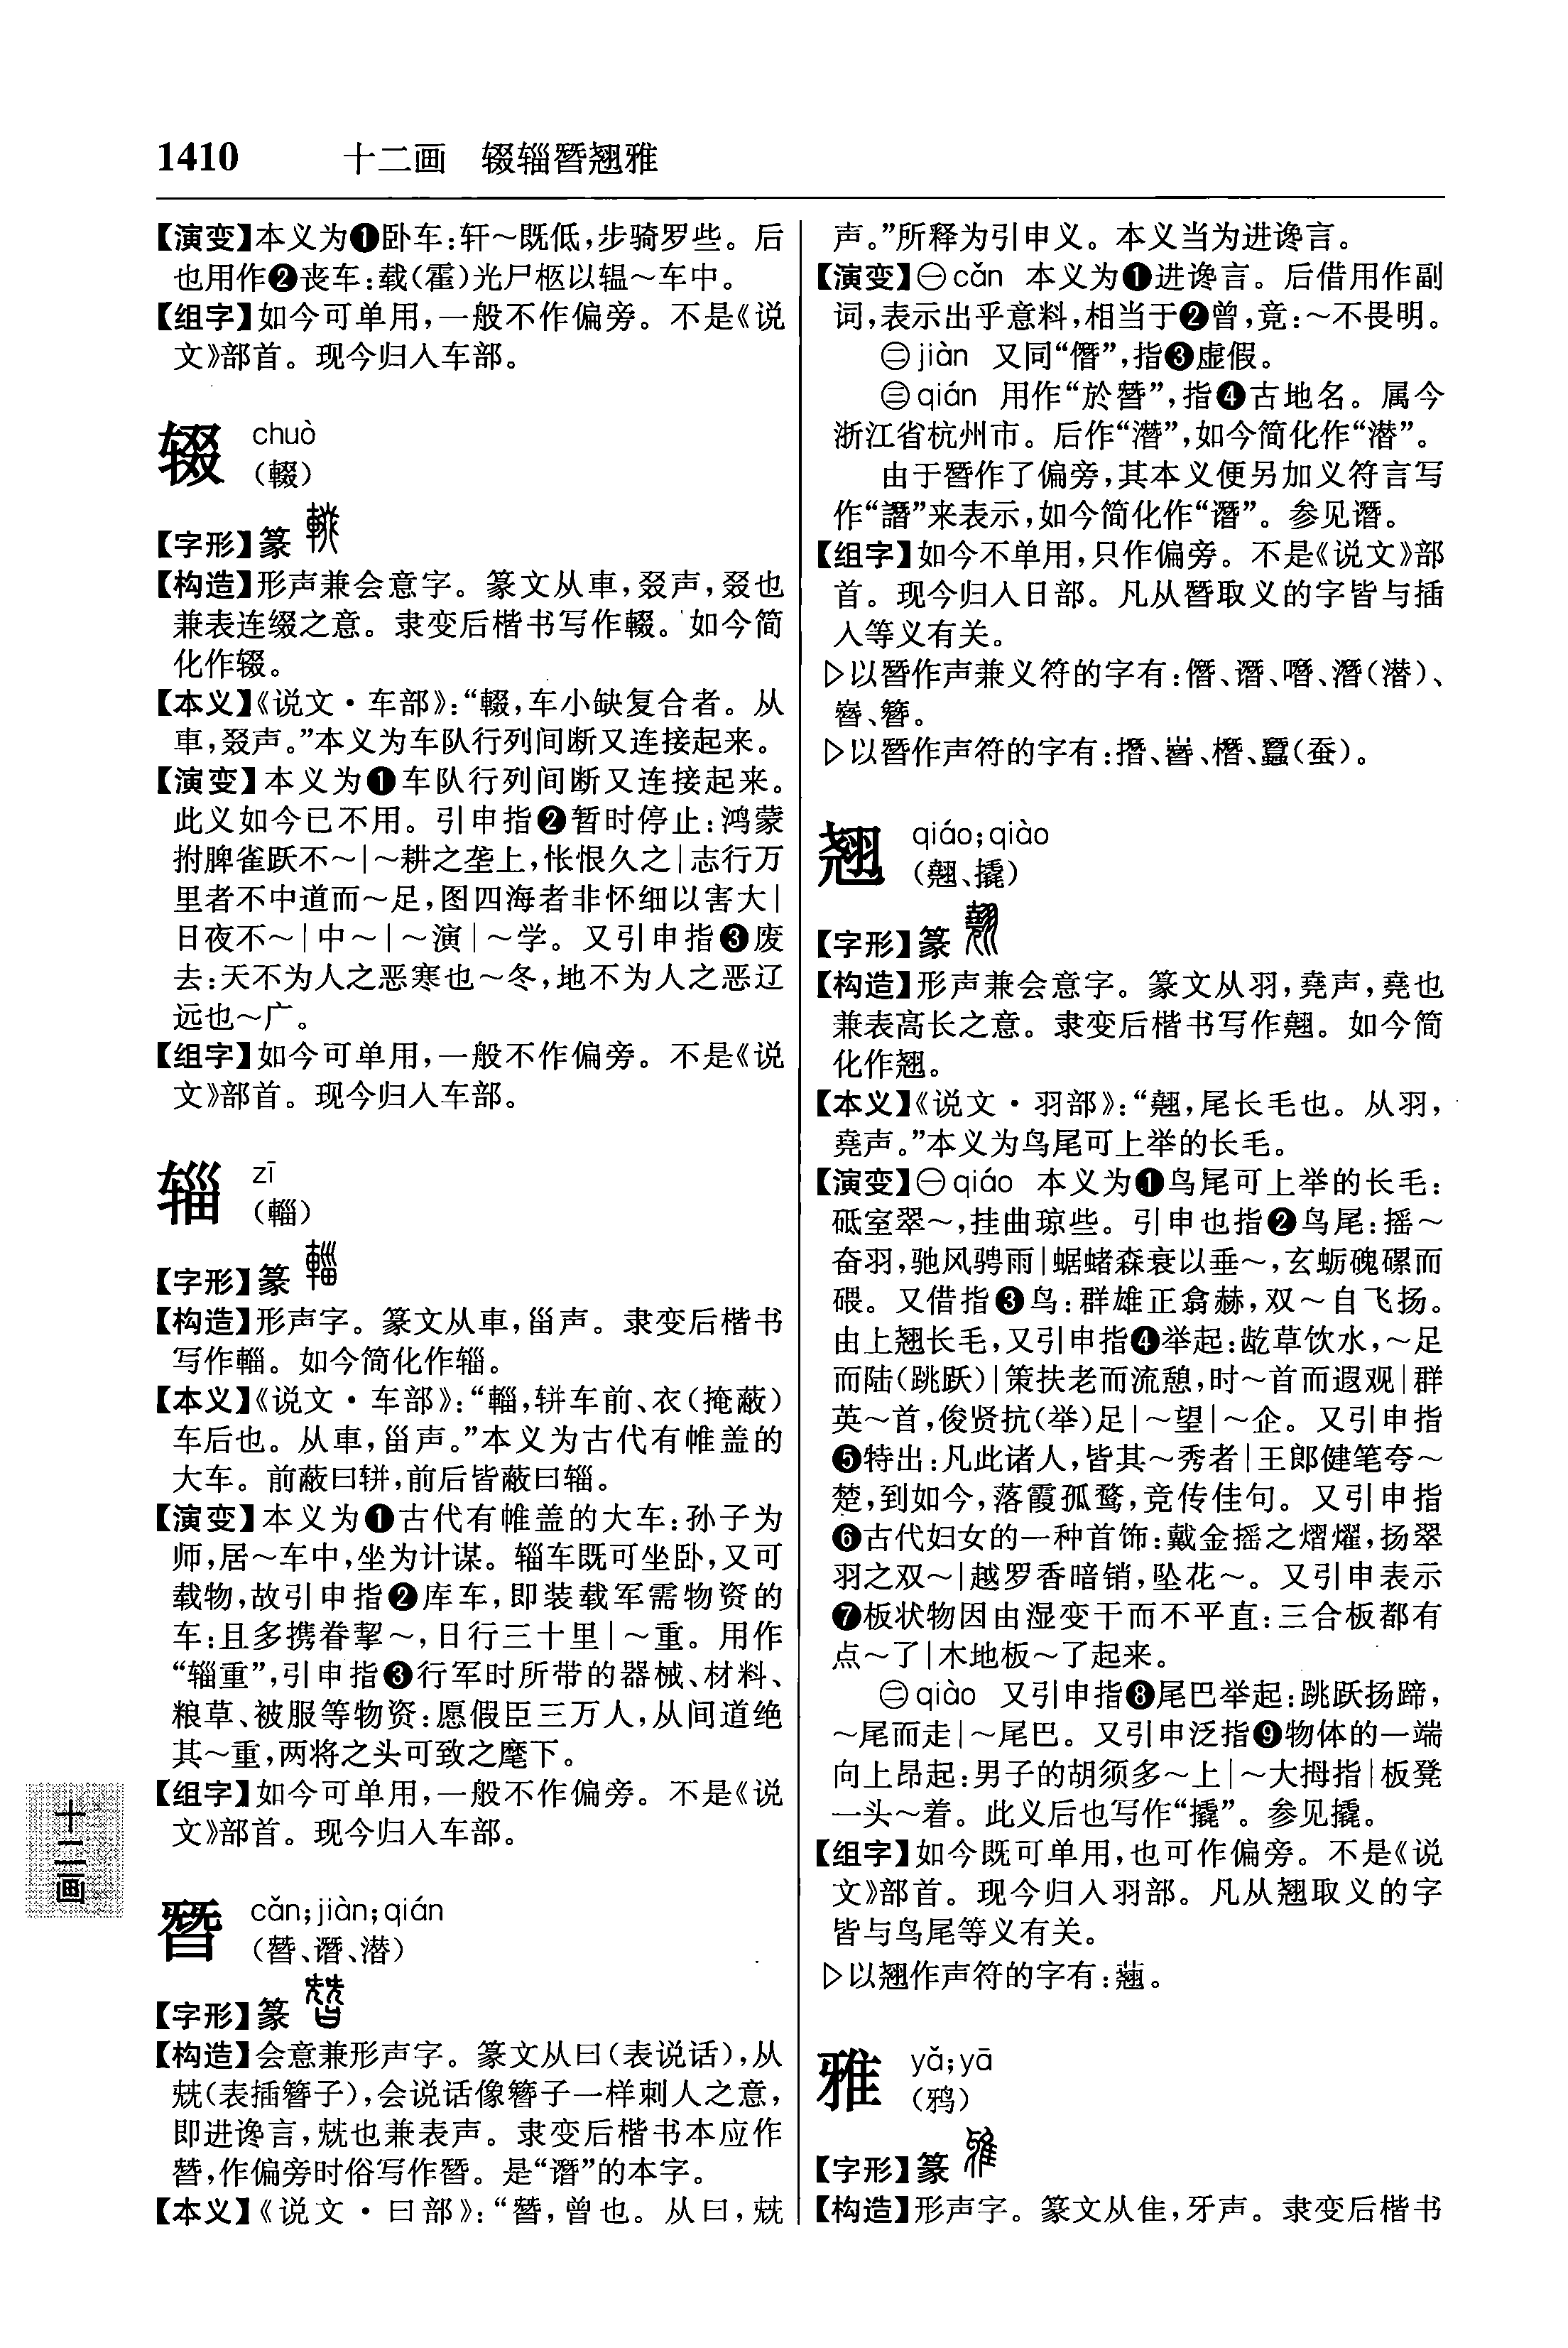 1410 十二画 辍辎朁翘雅
【演变】本义为❶卧车:轩～既低,步骑罗些。后
也用作❷丧车:载(霍)光尸柩以辒～车中。
【组字】如今可单用,一般不作偏旁。不是《说
文》部首。现今归入车部。
辍 chuò
(輟)
【字形】篆
【构造】形声兼会意字。篆文从車,叕声,叕也
兼表连缀之意。隶变后楷书写作輟。如今简
化作辍。
【本义】《说文·车部》:“輟,车小缺复合者。从
車,叕声。”本义为车队行列间断又连接起来。
【演变】本义为❶车队行列间断又连接起来。
此义如今已不用。引申指❷暂时停止:鸿蒙
拊脾雀跃不～|～耕之垄上,怅恨久之|志行万
里者不中道而～足,图四海者非怀细以害大|
日夜不～|中～|～演|～学。又引申指❸废
去:天不为人之恶寒也～冬,地不为人之恶辽
远也～广。
【组字】如今可单用,一般不作偏旁。不是《说
文》部首。现今归入车部。
辎 zī
(輜)
【字形】篆
【构造】形声字。篆文从車,甾声。隶变后楷书
写作輜。如今简化作辎。
【本义】《说文·车部》:“輜,軿车前、衣(掩蔽)
车后也。从車,甾声。”本义为古代有帷盖的
大车。前蔽曰軿,前后皆蔽曰辎。
【演变】本义为❶古代有帷盖的大车:孙子为
师,居～车中,坐为计谋。辎车既可坐卧,又可
载物,故引申指❷库车,即装载军需物资的
车:且多携眷挈～,日行三十里|～重。用作
“辎重”,引申指❸行军时所带的器械、材料、
粮草、被服等物资:愿假臣三万人,从间道绝
其～重,两将之头可致之麾下。
【组字】如今可单用,一般不作偏旁。不是《说
文》部首。现今归入车部。
朁 cǎn;jiàn;qián
(朁、谮、潜)
【字形】篆
【构造】会意兼形声字。篆文从曰(表说话),从
兓(表插簪子),会说话像簪子一样刺人之意,
即进谗言,兓也兼表声。隶变后楷书本应作
朁,作偏旁时俗写作朁。是“谮”的本字。
【本义】《说文·曰部》:“朁,曾也。从曰,兓
声。”所释为引申义。本义当为进谗言。
【演变】㊀cǎn 本义为❶进谗言。后借用作副
词,表示出乎意料,相当于❷曾,竟:～不畏明。
㊁jiàn 又同“僭”,指❸虚假。
㊂qián 用作“於朁”,指❹古地名。属今
浙江省杭州市。后作“潛”,如今简化作“潜”。
由于朁作了偏旁,其本义便另加义符言写
作“譖”来表示,如今简化作“谮”。参见谮。
【组字】如今不单用,只作偏旁。不是《说文》部
首。现今归入日部。凡从朁取义的字皆与插
入等义有关。
▷以朁作声兼义符的字有:僭、谮、噆、潛(潜)、
㬱、簪。
▷以朁作声符的字有:撍、嶜、橬、蠶(蚕)。
翘 qiáo;qiào
(翹、撬)
【字形】篆
【构造】形声兼会意字。篆文从羽,堯声,堯也
兼表高长之意。隶变后楷书写作翹。如今简
化作翘。
【本义】《说文·羽部》:“翹,尾长毛也。从羽,
堯声。”本义为鸟尾可上举的长毛。
【演变】㊀qiáo 本义为❶鸟尾可上举的长毛:
砥室翠～,挂曲琼些。引申也指❷鸟尾:摇～
奋羽,驰风骋雨|蜛蝫森衰以垂～,玄蛎磈磥而
碨。又借指❸鸟:群雄正翕赫,双～自飞扬。
由上翘长毛,又引申指❹举起:龁草饮水,～足
而陆(跳跃)|策扶老而流憩,时～首而遐观|群
英～首,俊贤抗(举)足|～望|～企。又引申指
❺特出:凡此诸人,皆其～秀者|王郎健笔夸～
楚,到如今,落霞孤鹜,竞传佳句。又引申指
❻古代妇女的一种首饰:戴金摇之熠燿,扬翠
羽之双～|越罗香暗销,坠花～。又引申表示
❼板状物因由湿变干而不平直:三合板都有
点～了|木地板～了起来。
㊁qiào 又引申指❽尾巴举起:跳跃扬蹄,
～尾而走|～尾巴。又引申泛指❾物体的一端
向上昂起:男子的胡须多～上|～大拇指|板凳
一头～着。此义后也写作“撬”。参见撬。
【组字】如今既可单用,也可作偏旁。不是《说
文》部首。现今归入羽部。凡从翘取义的字
皆与鸟尾等义有关。
▷以翘作声符的字有:藠。
雅 yǎ;yā
(鸦)
【字形】篆
【构造】形声字。篆文从隹,牙声。隶变后楷书
十二画